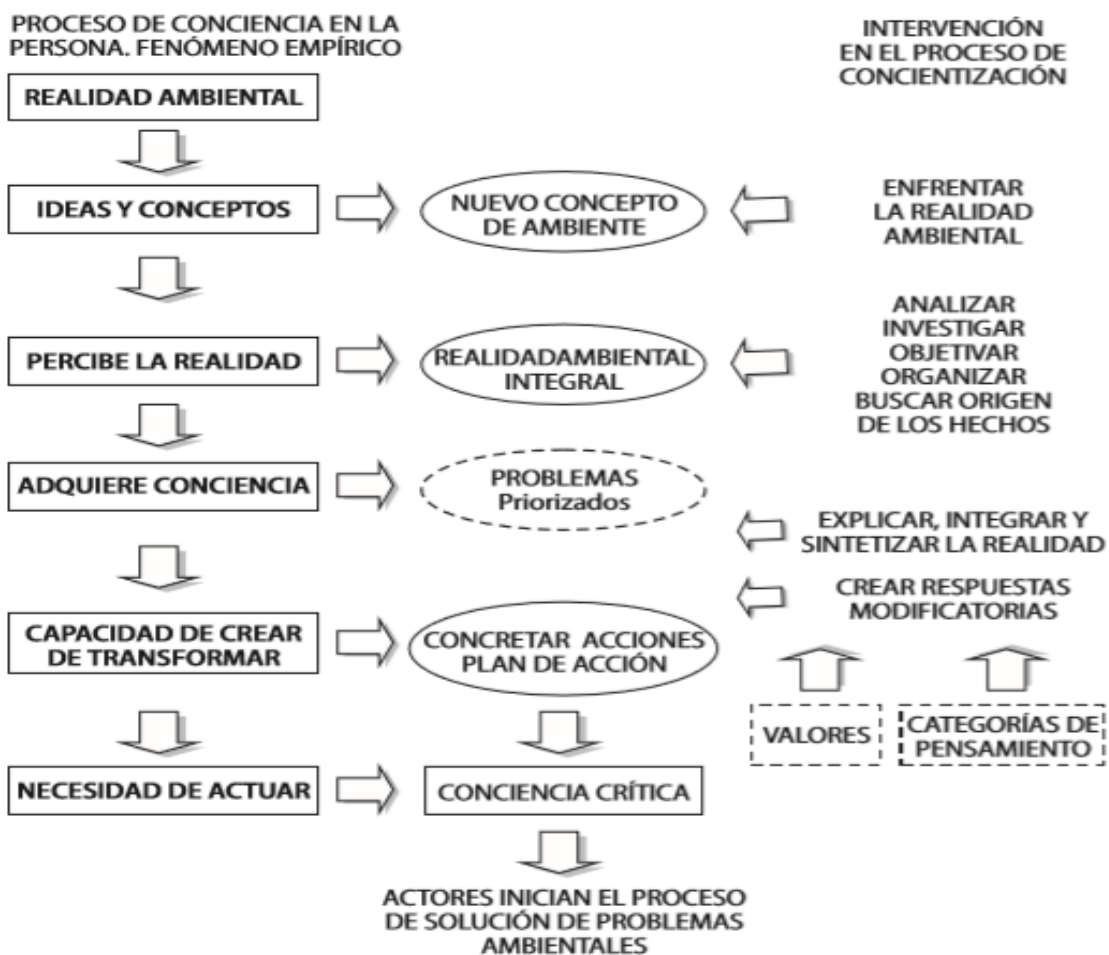 PROCESO DE CONCIENCIA EN LA
PERSONA. FENÓMENO EMPÍRICO
INTERVENCIÓN
EN EL PROCESO DE
CONCIENTIZACIÓN
REALIDAD AMBIENTAL
IDEAS Y CONCEPTOS
NUEVO CONCEPTO
DE AMBIENTE
ENFRENTAR
LA REALIDAD
AMBIENTAL
PERCIBE LA REALIDAD
REALIDADAMBIENTAL
INTEGRAL
ANALIZAR
INVESTIGAR
OBJETIVAR
ORGANIZAR
BUSCAR ORIGEN
DE LOS HECHOS
ADQUIERE CONCIENCIA
PROBLEMAS
Priorizados
EXPLICAR, INTEGRAR Y
SINTETIZAR LA REALIDAD
CREAR RESPUESTAS
MODIFICATORIAS
CAPACIDAD DE CREAR
DE TRANSFORMAR
CONCRETAR ACCIONES
PLAN DE ACCIÓN
VALORES
CATEGORÍAS DE
PENSAMIENTO
NECESIDAD DE ACTUAR
CONCIENCIA CRÍTICA
ACTORES INICIAN EL PROCESO
DE SOLUCIÓN DE PROBLEMAS
AMBIENTALES